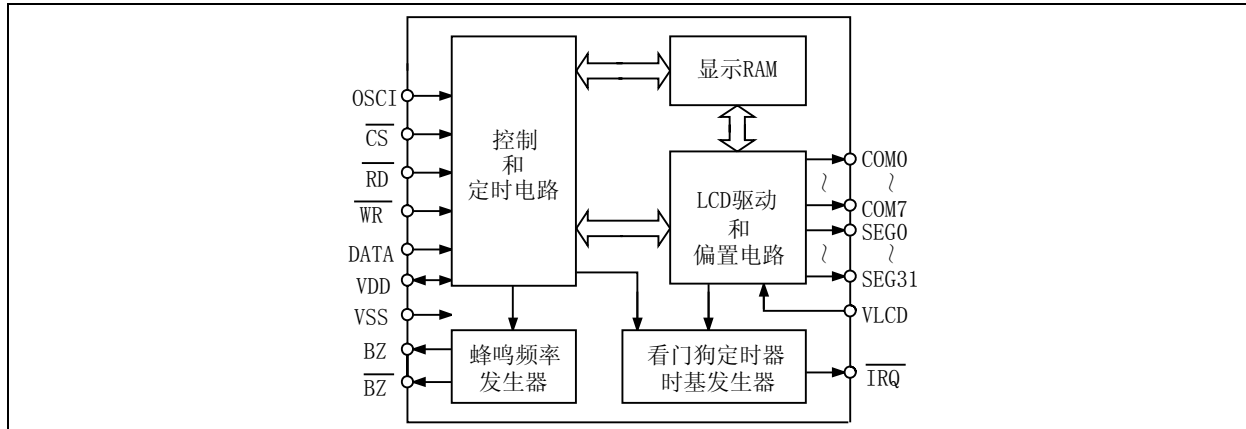 OSCI
CS
RD
WR
DATA
VDD
VSS
BZ
BZ
控制
和
定时电路
显示RAM
LCD驱动
和
偏置电路
蜂鸣频率
发生器
看门狗定时器
时基发生器
COM0
~
~
COM7
SEG0
~
~
SEG31
VLCD
IRQ